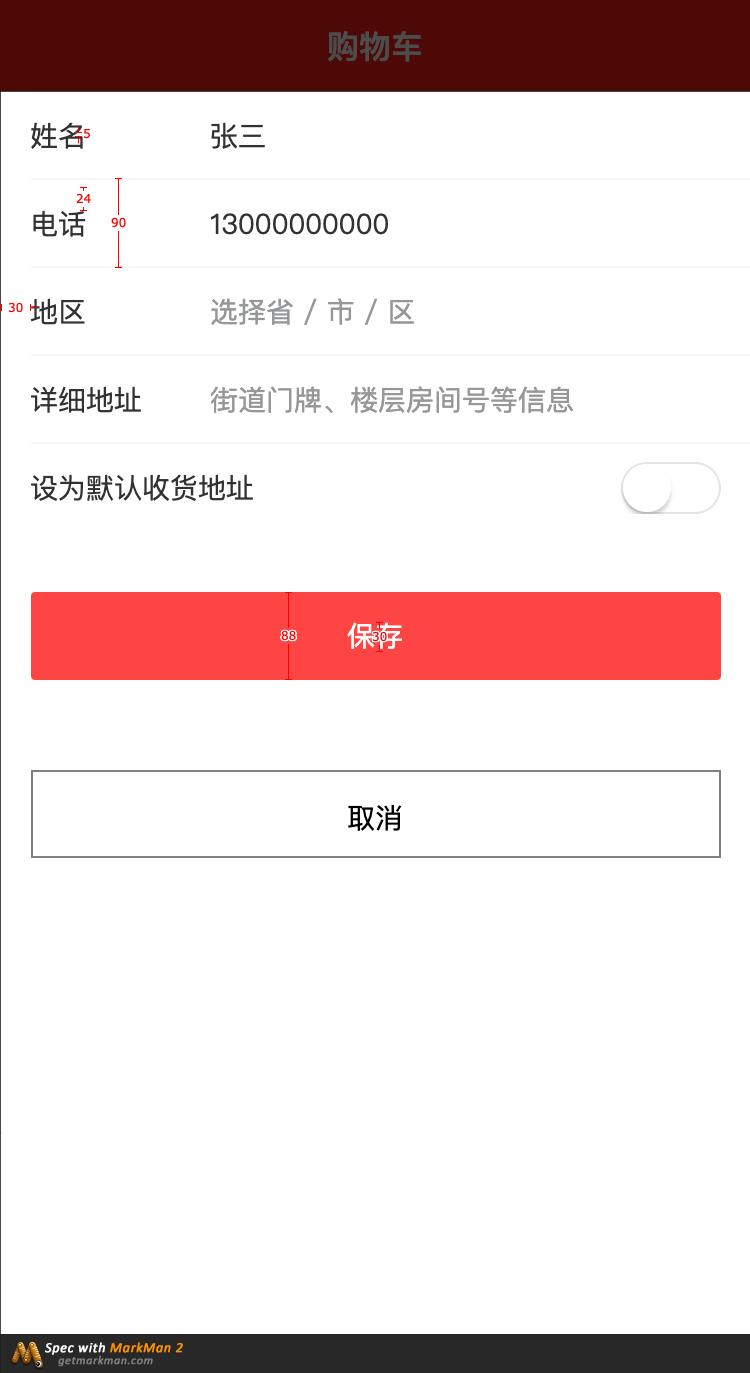 购物车
姓名 张三
24
电话 90 13000000000
30 地区 选择省 / 市 / 区
详细地址 街道门牌、楼层房间号等信息
设为默认收货地址
88 保存 30
取消
Spec with MarkMan 2
getmarkman.com